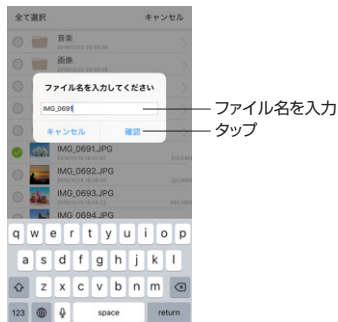 全て選択
キャンセル
音楽
画像
ファイル名を入力してください
IMG_0691
ファイル名を入力
キャンセル
確認
タップ
IMG_0691.JPG
IMG_0692.JPG
IMG_0693.JPG
IMG_0694.JPG
q w e r t y u i o p
a s d f g h j k l
z x c v b n m
123
space
return